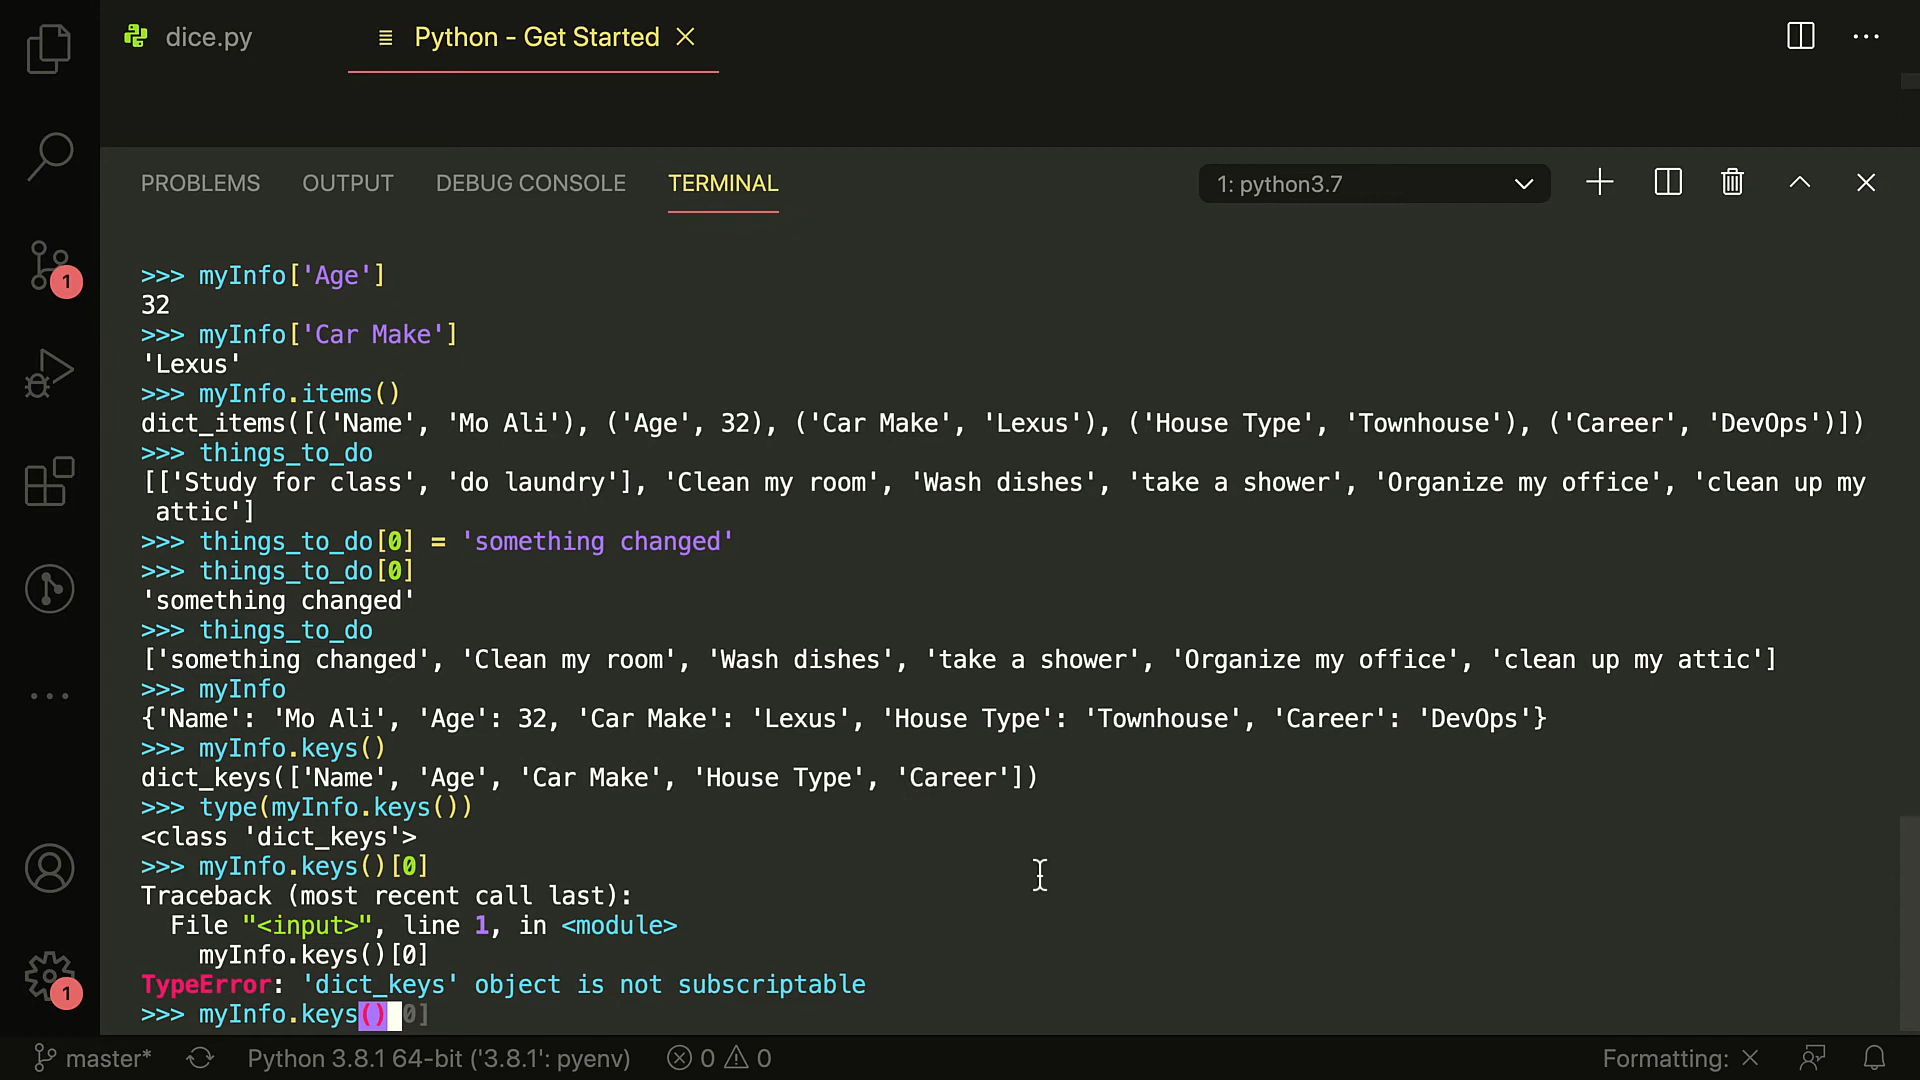 dice.py
Python - Get Started
PROBLEMS OUTPUT DEBUG CONSOLE TERMINAL 1: python3.7
>>> myInfo['Age']
32
>>> myInfo['Car Make']
'Lexus'
>>> myInfo.items()
dict_items([('Name', 'Mo Ali'), ('Age', 32), ('Car Make', 'Lexus'), ('House Type', 'Townhouse'), ('Career', 'DevOps')])
>>> things_to_do
[['Study for class', 'do laundry'], 'Clean my room', 'Wash dishes', 'take a shower', 'Organize my office', 'clean up my
attic']
>>> things_to_do[0] = 'something changed'
>>> things_to_do[0]
'something changed'
>>> things_to_do
['something changed', 'Clean my room', 'Wash dishes', 'take a shower', 'Organize my office', 'clean up my attic']
>>> myInfo
{'Name': 'Mo Ali', 'Age': 32, 'Car Make': 'Lexus', 'House Type': 'Townhouse', 'Career': 'DevOps'}
>>> myInfo.keys()
dict_keys(['Name', 'Age', 'Car Make', 'House Type', 'Career'])
>>> type(myInfo.keys())
<class 'dict_keys'>
>>> myInfo.keys()[0]
Traceback (most recent call last):
File "<input>", line 1, in <module>
myInfo.keys()[0]
TypeError: 'dict_keys' object is not subscriptable
>>> myInfo.keys() 0]
1
1
master* Python 3.8.1 64-bit ('3.8.1': pyenv) 0 0 Formatting: